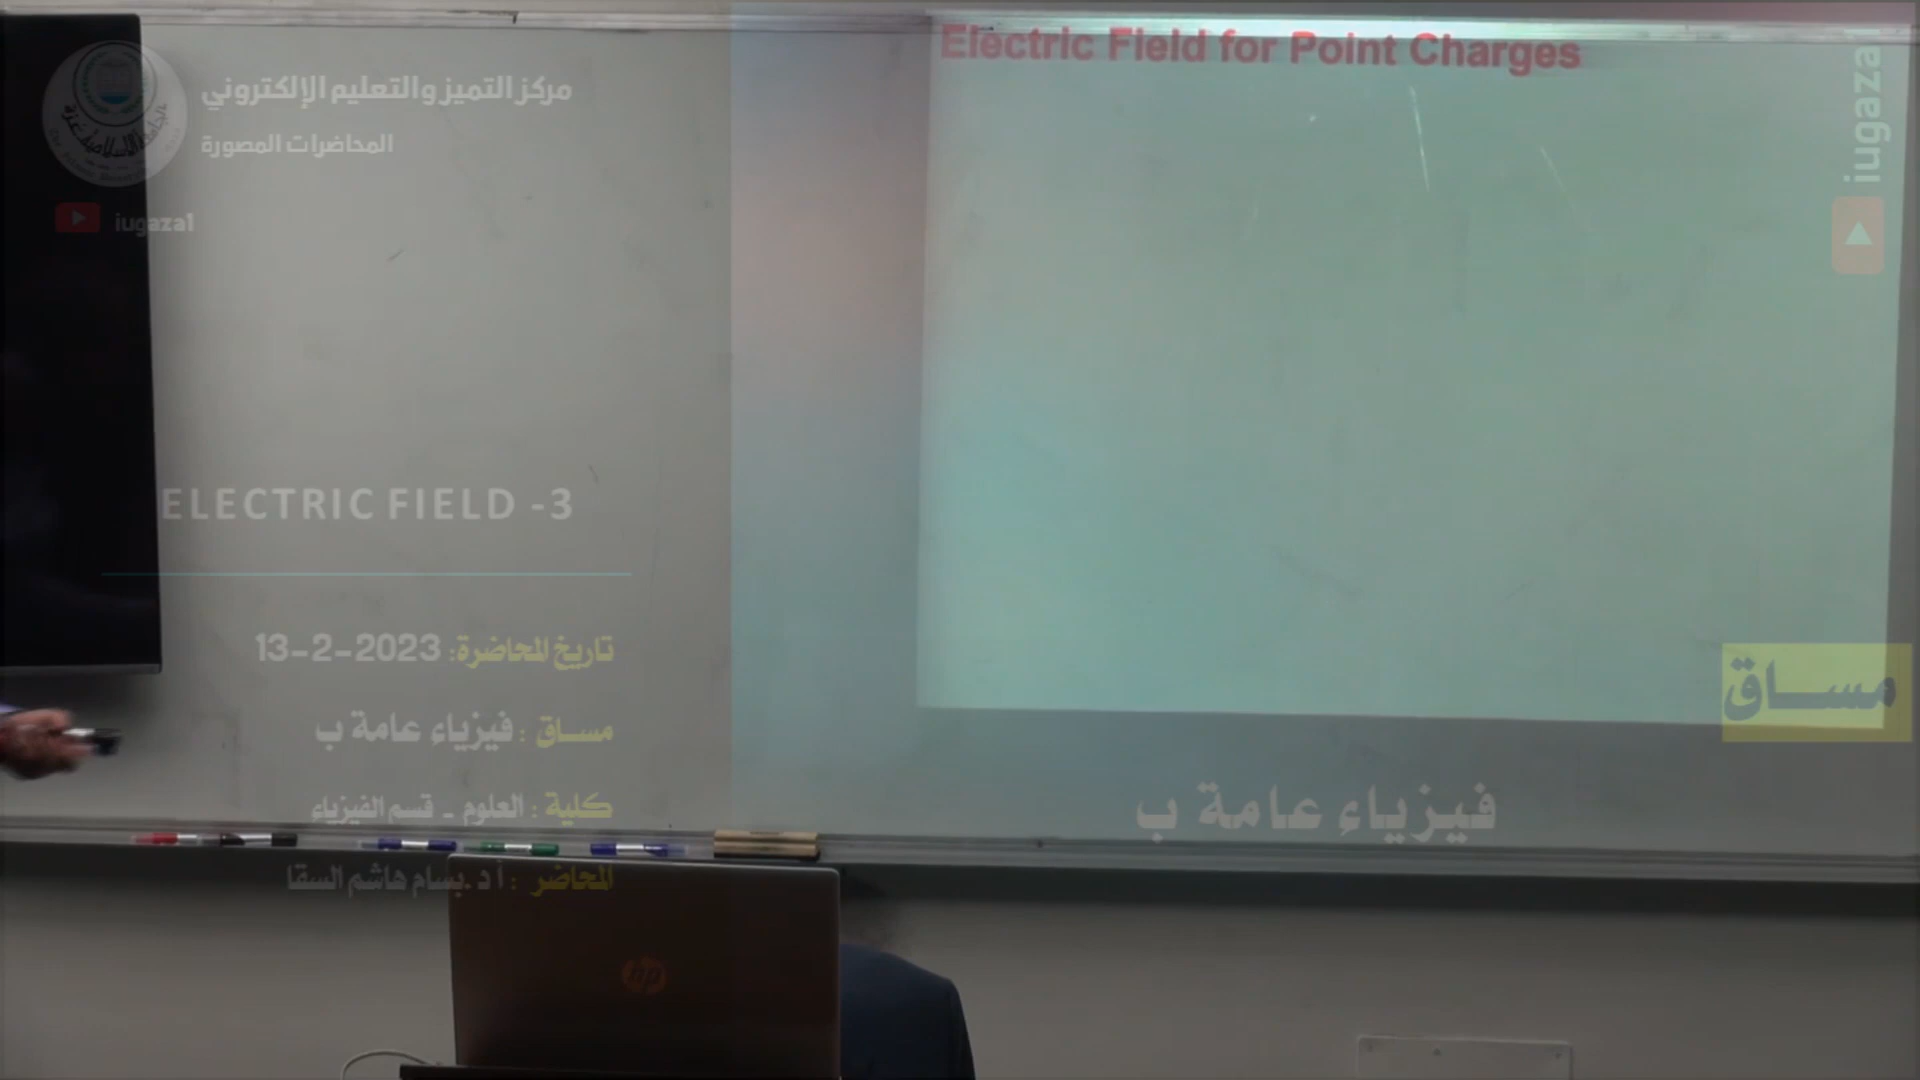 Electric Field for Point Charges
مركز التميز والتعليم الإلكتروني
المحاضرات المصورة
iugaza1
iugaza
ELECTRIC FIELD -3
تاريخ المحاضرة: 2023-2-13
مساق : فيزياء عامة ب
كلية : العلوم - قسم الفيزياء
المحاضر : أ د .بسام هاشم السقا
مساق
فيزياء عامة ب
hp